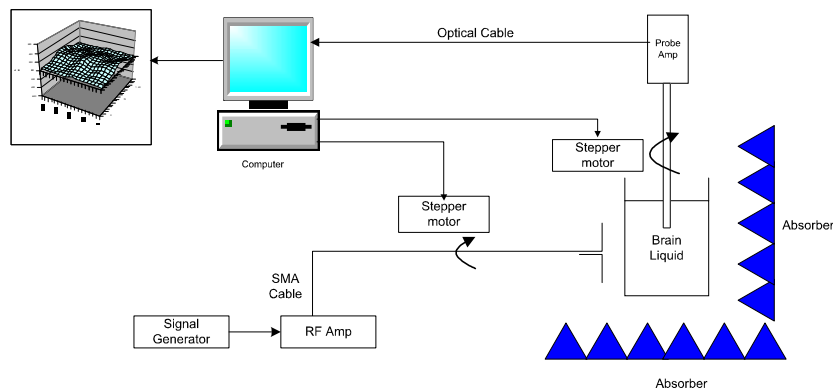 Optical Cable
Probe
Amp
Computer
Stepper
motor
Stepper
motor
Absorber
Brain
Liquid
SMA
Cable
Signal
Generator
RF Amp
Absorber